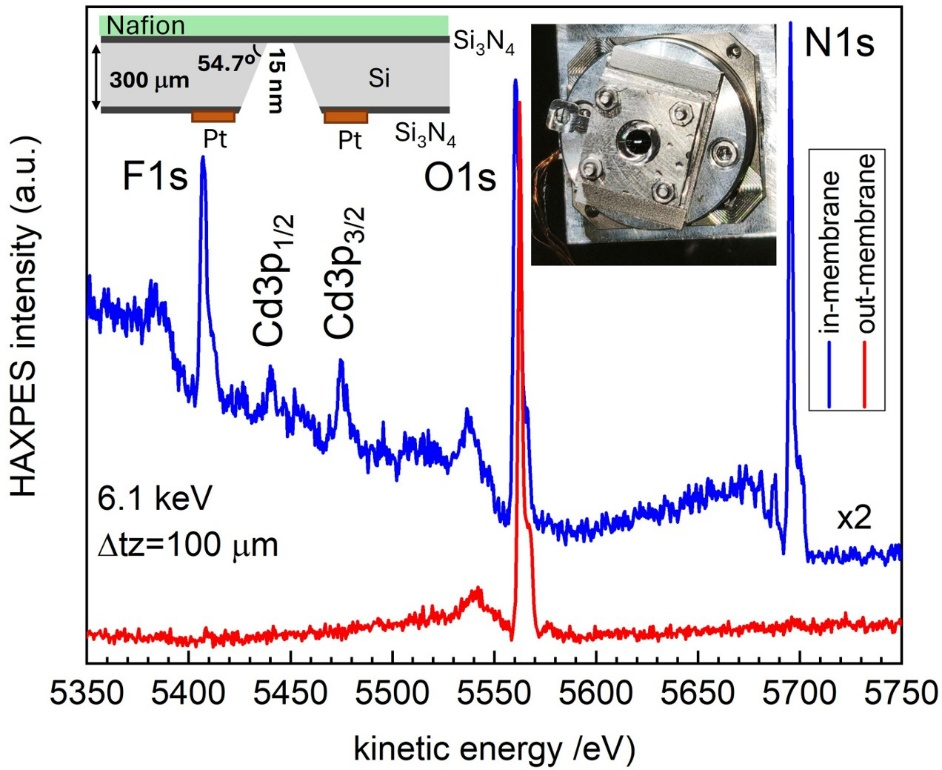 Nafion
Si3N4
54.7º
15 nm
300 μm
Si
Pt
Pt
Si3N4
N1s
F1s
O1s
Cd3p1/2
Cd3p3/2
in-membrane
out-membrane
HAXPES intensity (a.u.)
6.1 keV
Δtz=100 μm
x2
5350 5400 5450 5500 5550 5600 5650 5700 5750
kinetic energy /eV)